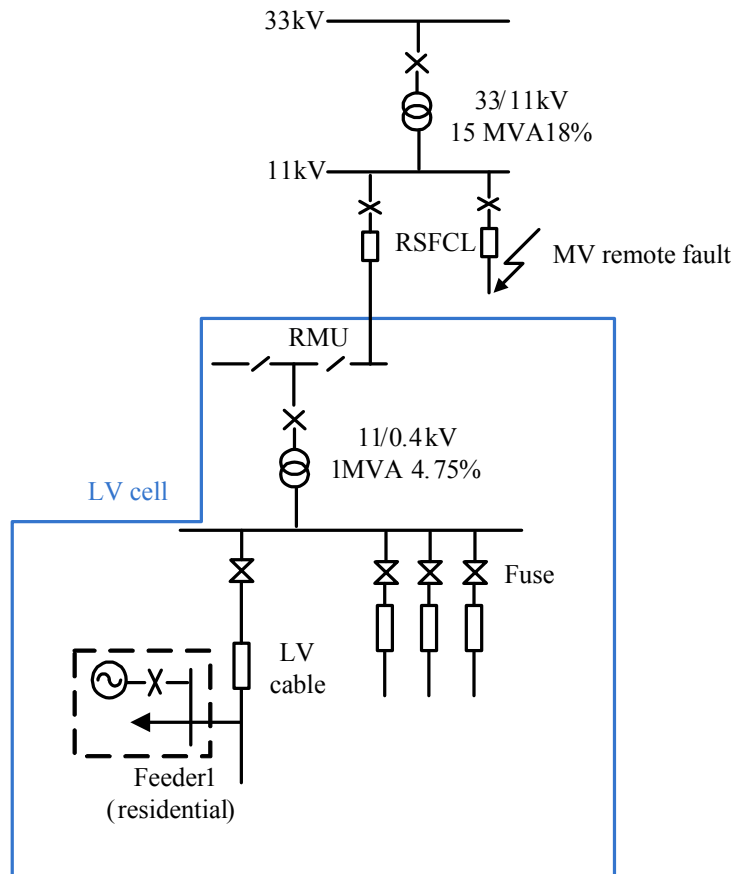 33kV
33/11kV
15 MVA18%
11kV
RSFCL
MV remote fault
RMU
11/0.4kV
1MVA 4.75%
LV cell
Fuse
LV
cable
Feeder1
(residential)